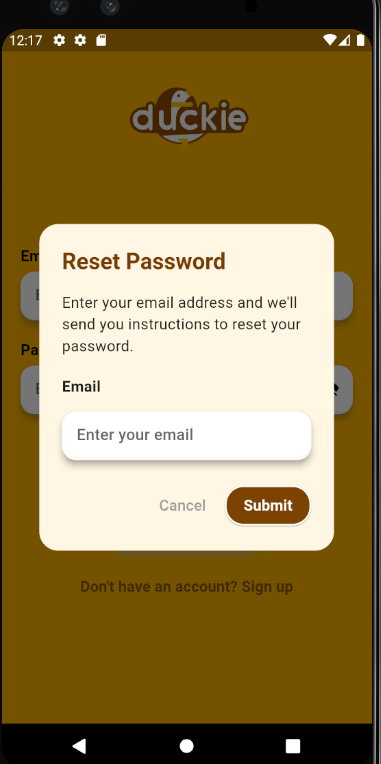 12:17
duckie
Em
Reset Password
Enter your email address and we'll
send you instructions to reset your
password.
Pa
Email
Enter your email
Cancel
Submit
Don't have an account? Sign up